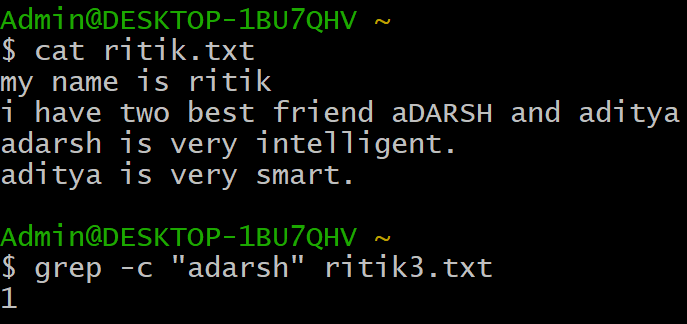 Admin@DESKTOP-1BU7QHV ~
$ cat ritik.txt
my name is ritik
i have two best friend aDARSH and aditya
adarsh is very intelligent.
aditya is very smart.
Admin@DESKTOP-1BU7QHV ~
$ grep -c "adarsh" ritik3.txt
1